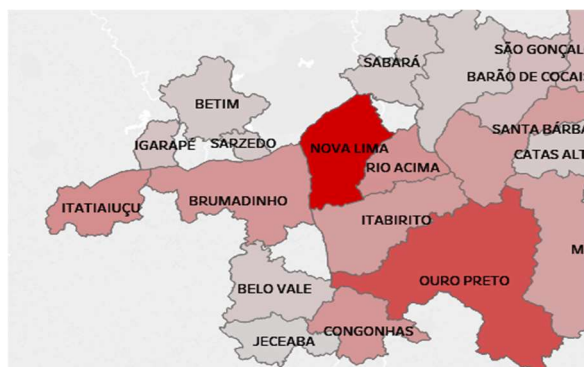 SÃO GONÇAL
SABARÁ
BARÃO DE COCAIS
BETIM
SANTA BÁRBA
IGARAPÉ
SARZEDO
NOVA LIMA
CATAS ALT
RIO ACIMA
ITATIAIUÇU
BRUMADINHO
ITABIRITO
M
OURO PRETO
BELO VALE
CONGONHAS
JECEABA